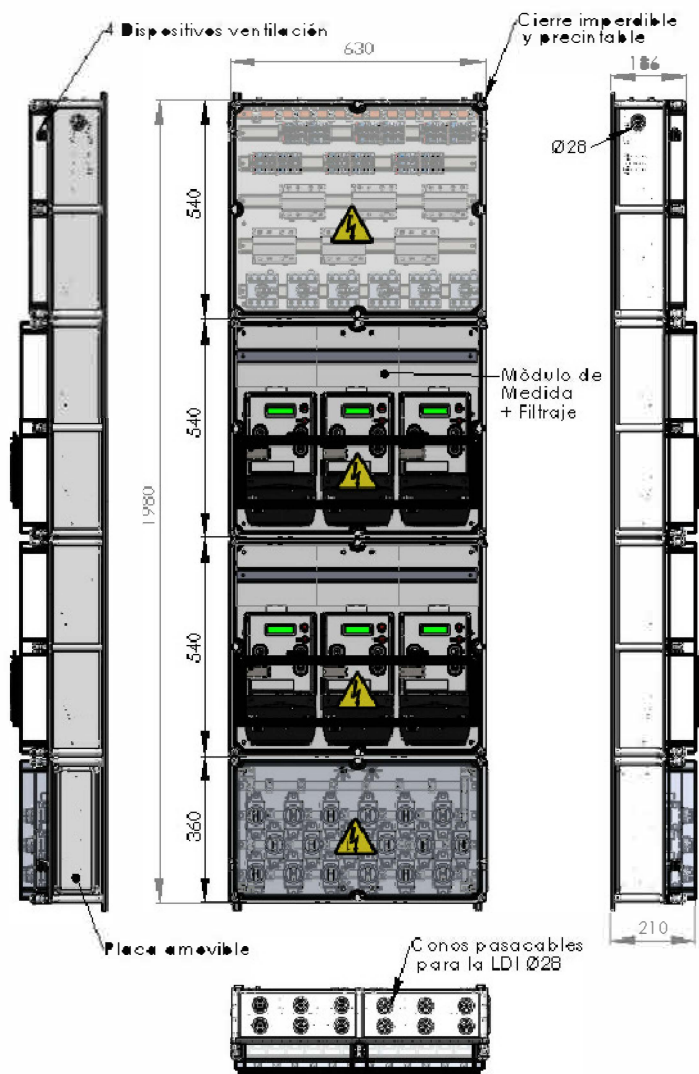 4 Dispositivos ventilación
Cierre imperdible
y precintable
630
186
Ø28
540
Módulo de
Medida
+ Filtraje
540
1980
540
360
210
Placa amovible
Conos pasacables
para la LDI Ø28